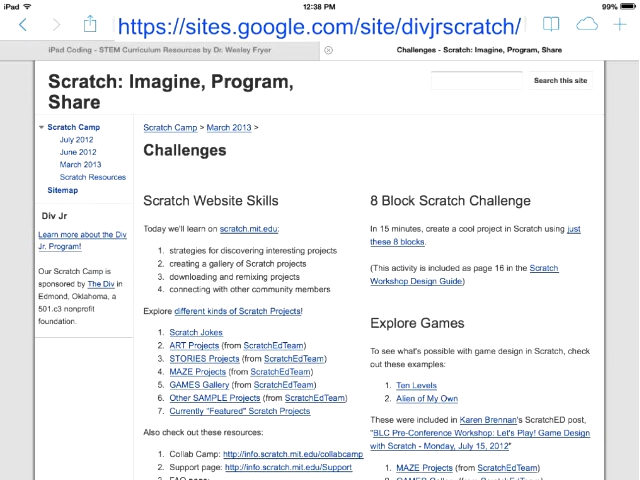 iPad
12:38 PM
99%
https://sites.google.com/site/divjrscratch/
iPad Coding - STEM Curriculum Resources by Dr. Wesley Fryer
Challenges - Scratch: Imagine, Program, Share
Scratch: Imagine, Program,
Share
Search this site
Scratch Camp
July 2012
June 2012
March 2013
Scratch Resources
Sitemap
Div Jr
Learn more about the Div
Jr. Program!
Our Scratch Camp is
sponsored by The Div in
Edmond, Oklahoma, a
501.c3 nonprofit
foundation.
Scratch Camp > March 2013 >
Challenges
Scratch Website Skills
Today we'll learn on scratch.mit.edu:
1. strategies for discovering interesting projects
2. creating a gallery of Scratch projects
3. downloading and remixing projects
4. connecting with other community members
Explore different kinds of Scratch Projects!
1. Scratch Jokes
2. ART Projects (from ScratchEdTeam)
3. STORIES Projects (from ScratchEdTeam)
4. MAZE Projects (from ScratchEdTeam)
5. GAMES Gallery (from ScratchEdTeam)
6. Other SAMPLE Projects (from ScratchEdTeam)
7. Currently "Featured" Scratch Projects
Also check out these resources:
1. Collab Camp: http://info.scratch.mit.edu/collabcamp
2. Support page: http://info.scratch.mit.edu/Support
3. FAQ page:
8 Block Scratch Challenge
In 15 minutes, create a cool project in Scratch using just
these 8 blocks.
(This activity is included as page 16 in the Scratch
Workshop Design Guide)
Explore Games
To see what's possible with game design in Scratch, check
out these examples:
1. Ten Levels
2. Alien of My Own
These were included in Karen Brennan's ScratchED post,
"BLC Pre-Conference Workshop: Let's Play! Game Design
with Scratch - Monday, July 15, 2012"
1. MAZE Projects (from ScratchEdTeam)
2. GAMES Gallery (from ScratchEdTeam)